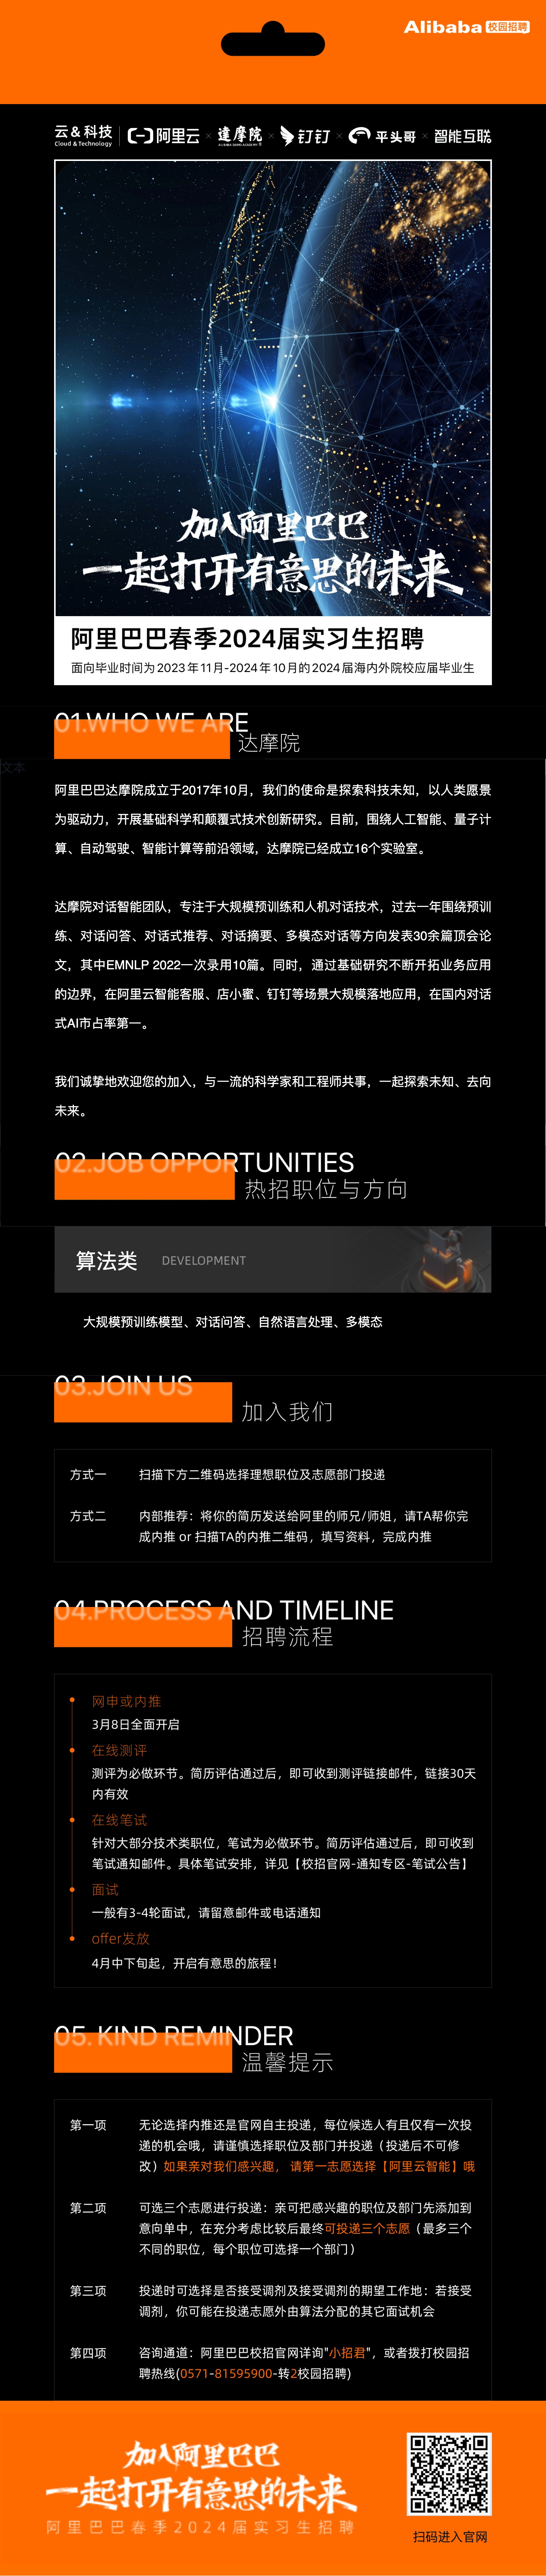 Alibaba 校园招聘
云&科技 阿里云 × 達摩院 × 钉钉 × 平头哥 × 智能互联
Cloud & Technology
ALIBABA DAMO ACADEMY
加入阿里巴巴
一起打开有意思的未来
阿里巴巴春季2024届实习生招聘
面向毕业时间为2023年11月-2024年10月的2024届海内外院校应届毕业生
01.WHO WE ARE
达摩院
文本
阿里巴巴达摩院成立于2017年10月，我们的使命是探索科技未知，以人类愿景
为驱动力，开展基础科学和颠覆式技术创新研究。目前，围绕人工智能、量子计
算、自动驾驶、智能计算等前沿领域，达摩院已经成立16个实验室。
达摩院对话智能团队，专注于大规模预训练和人机对话技术，过去一年围绕预训
练、对话问答、对话式推荐、对话摘要、多模态对话等方向发表30余篇顶会论
文，其中EMNLP 2022一次录用10篇。同时，通过基础研究不断开拓业务应用
的边界，在阿里云智能客服、店小蜜、钉钉等场景大规模落地应用，在国内对话
式AI市占率第一。
我们诚挚地欢迎您的加入，与一流的科学家和工程师共事，一起探索未知、去向
未来。
02.JOB OPPORTUNITIES
热招职位与方向
算法类 DEVELOPMENT
大规模预训练模型、对话问答、自然语言处理、多模态
03.JOIN US
加入我们
方式一 扫描下方二维码选择理想职位及志愿部门投递
方式二 内部推荐：将你的简历发送给阿里的师兄/师姐，请TA帮你完
成内推 or 扫描TA的内推二维码，填写资料，完成内推
04.PROCESS AND TIMELINE
招聘流程
网申或内推
3月8日全面开启
在线测评
测评为必做环节。简历评估通过后，即可收到测评链接邮件，链接30天
内有效
在线笔试
针对大部分技术类职位，笔试为必做环节。简历评估通过后，即可收到
笔试通知邮件。具体笔试安排，详见【校招官网-通知专区-笔试公告】
面试
一般有3-4轮面试，请留意邮件或电话通知
offer发放
4月中下旬起，开启有意思的旅程！
05. KIND REMINDER
温馨提示
第一项 无论选择内推还是官网自主投递，每位候选人有且仅有一次投
递的机会哦，请谨慎选择职位及部门并投递（投递后不可修
改）如果亲对我们感兴趣， 请第一志愿选择【阿里云智能】哦
第二项 可选三个志愿进行投递：亲可把感兴趣的职位及部门先添加到
意向单中，在充分考虑比较后最终可投递三个志愿（最多三个
不同的职位，每个职位可选择一个部门）
第三项 投递时可选择是否接受调剂及接受调剂的期望工作地：若接受
调剂，你可能在投递志愿外由算法分配的其它面试机会
第四项 咨询通道：阿里巴巴校招官网详询"小招君"，或者拨打校园招
聘热线(0571-81595900-转2校园招聘)
加入阿里巴巴
一起打开有意思的未来
阿里巴巴春季2024届实习生招聘
扫码进入官网